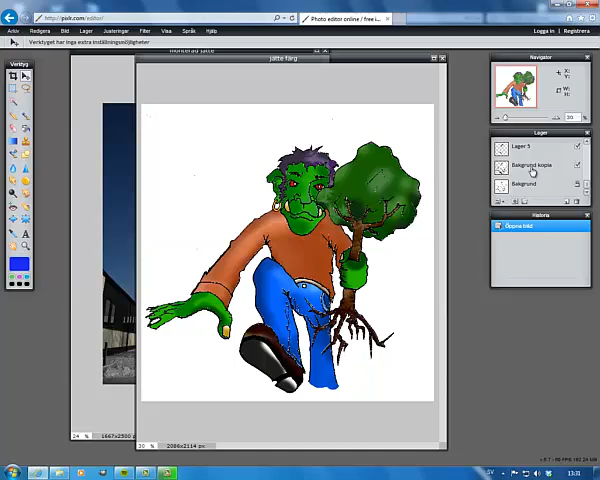 http://pixlr.com/editor/
Photo editor online / free i...
Arkiv Redigera Bild Lager Justeringar Filter Visa Språk Hjälp
Logga in | Registrera
Verktyget har inga extra inställningsmöjligheter
Verktyg
monterad jätte
jätte färg
Navigator
X:
Y:
W:
H:
30 %
Lager
Lager 5
Bakgrund kopia
Bakgrund
Historia
Öppna bild
24 % 1667x2500
30 % 2086x2114 px
SV
13:31